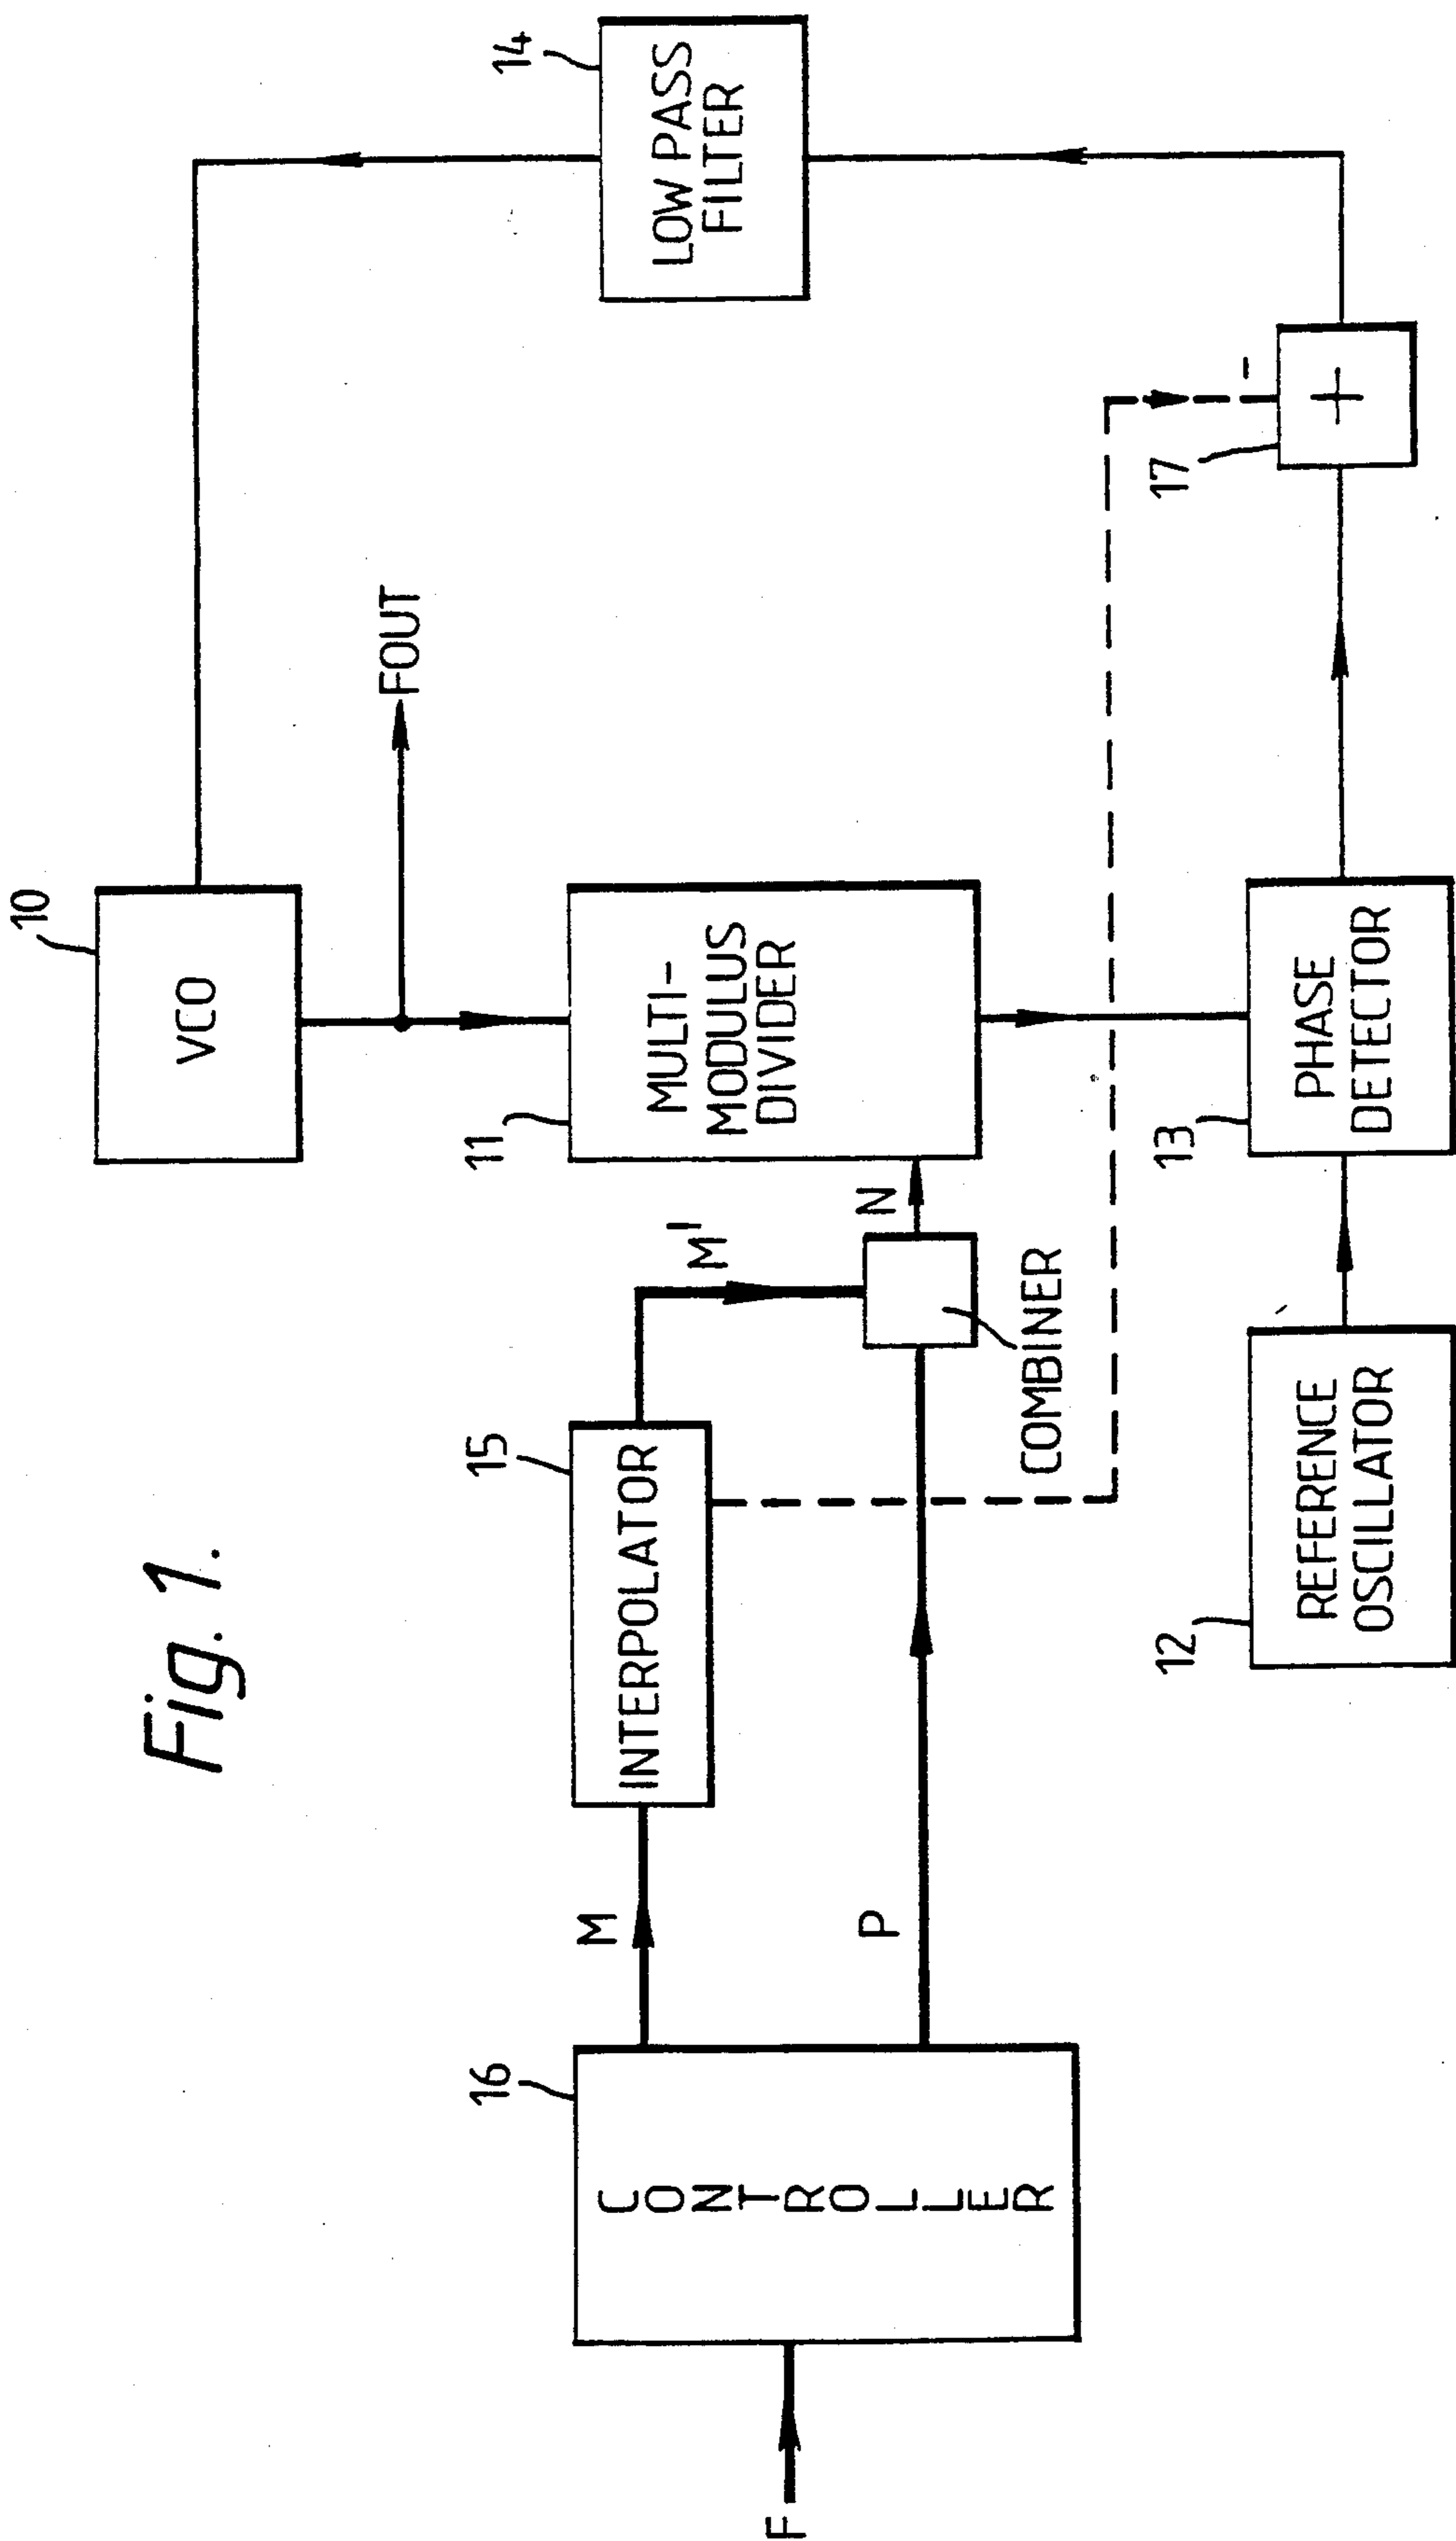 Fig. 1.
10
VCO
FOUT
14
LOW PASS
FILTER
11
MULTI-
MODULUS
DIVIDER
15
INTERPOLATOR
M
M'
16
CONTROLLER
F
P
N
COMBINER
17
-
+
12
REFERENCE
OSCILLATOR
13
PHASE
DETECTOR